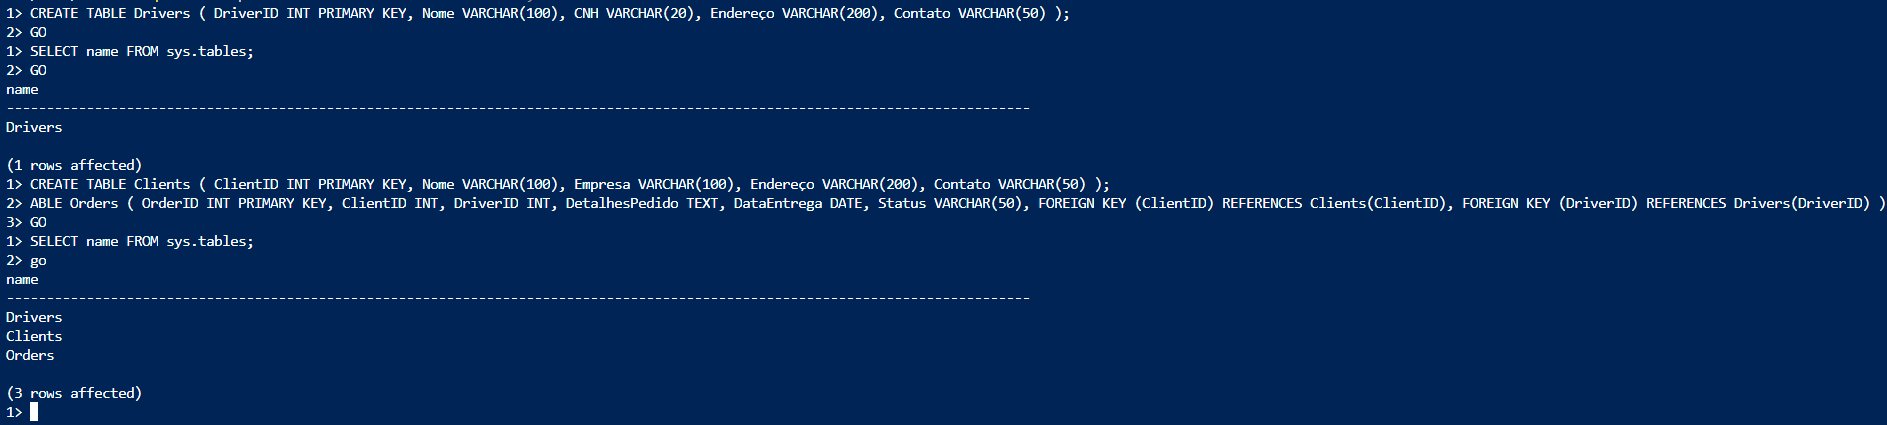 1> CREATE TABLE Drivers ( DriverID INT PRIMARY KEY, Nome VARCHAR(100), CNH VARCHAR(20), Endereço VARCHAR(200), Contato VARCHAR(50) );
2> GO
1> SELECT name FROM sys.tables;
2> GO
name
--------------------------------------------------------------------------------------------------------------------------------
Drivers
(1 rows affected)
1> CREATE TABLE Clients ( ClientID INT PRIMARY KEY, Nome VARCHAR(100), Empresa VARCHAR(100), Endereço VARCHAR(200), Contato VARCHAR(50) );
2> ABLE Orders ( OrderID INT PRIMARY KEY, ClientID INT, DriverID INT, DetalhesPedido TEXT, DataEntrega DATE, Status VARCHAR(50), FOREIGN KEY (ClientID) REFERENCES Clients(ClientID), FOREIGN KEY (DriverID) REFERENCES Drivers(DriverID) )
3> GO
1> SELECT name FROM sys.tables;
2> go
name
--------------------------------------------------------------------------------------------------------------------------------
Drivers
Clients
Orders
(3 rows affected)
1>